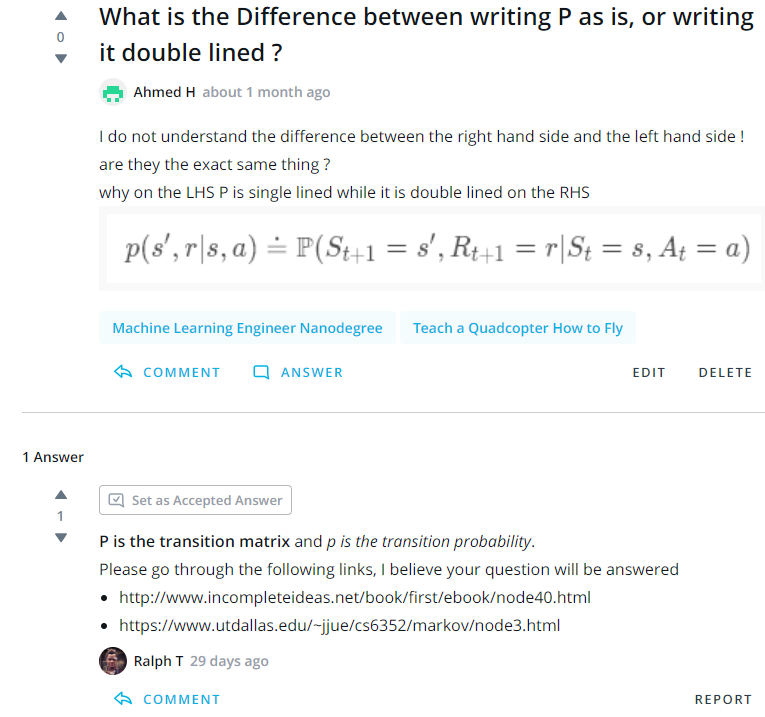 What is the Difference between writing P as is, or writing
it double lined ?
0
Ahmed H about 1 month ago
I do not understand the difference between the right hand side and the left hand side !
are they the exact same thing ?
why on the LHS P is single lined while it is double lined on the RHS
p(s′, r|s, a) ≐ ℙ(Sₜ₊₁ = s′, Rₜ₊₁ = r|Sₜ = s, Aₜ = a)
Machine Learning Engineer Nanodegree Teach a Quadcopter How to Fly
COMMENT ANSWER EDIT DELETE
1 Answer
Set as Accepted Answer
1
P is the transition matrix and p is the transition probability.
Please go through the following links, I believe your question will be answered
• http://www.incompleteideas.net/book/first/ebook/node40.html
• https://www.utdallas.edu/~jjue/cs6352/markov/node3.html
Ralph T 29 days ago
COMMENT REPORT